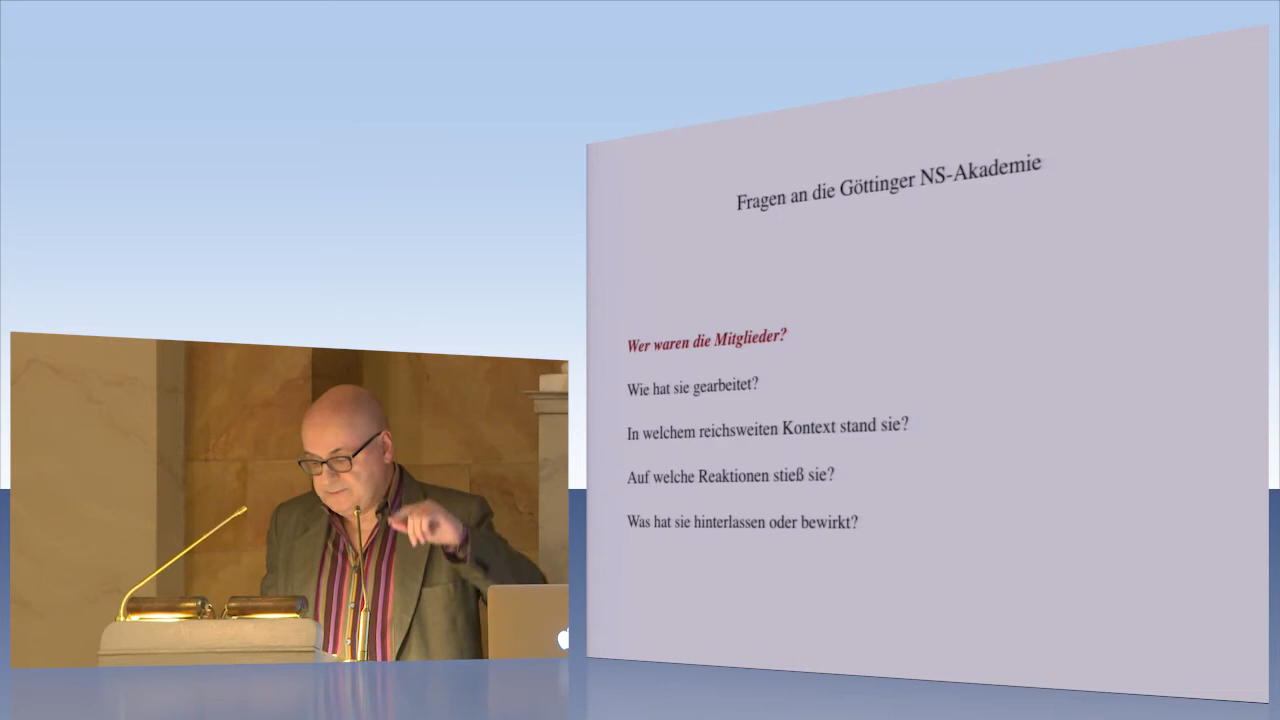 Fragen an die Göttinger NS-Akademie
Wer waren die Mitglieder?
Wie hat sie gearbeitet?
In welchem reichsweiten Kontext stand sie?
Auf welche Reaktionen stieß sie?
Was hat sie hinterlassen oder bewirkt?